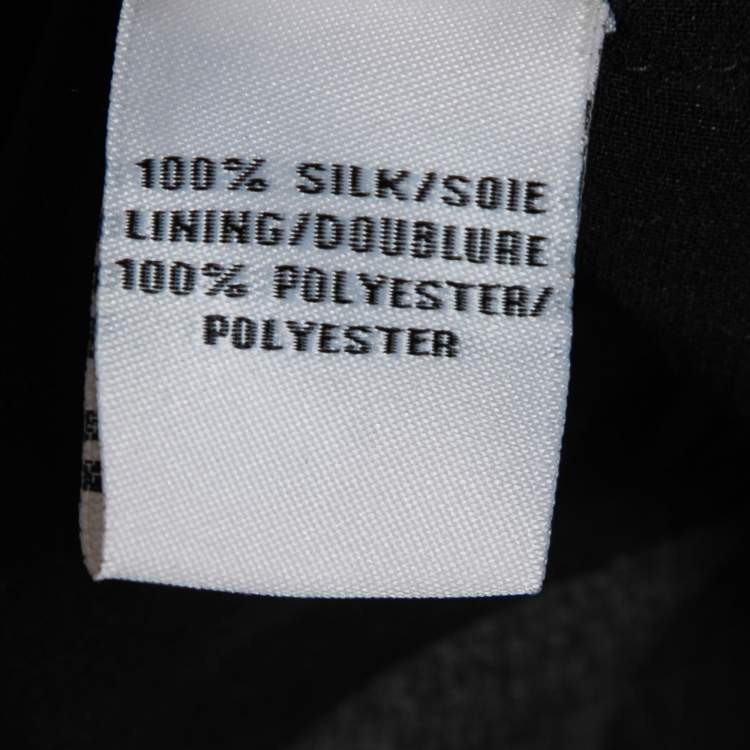 100% SILK/SOIE
LINING/DOUBLURE
100% POLYESTER/
POLYESTER